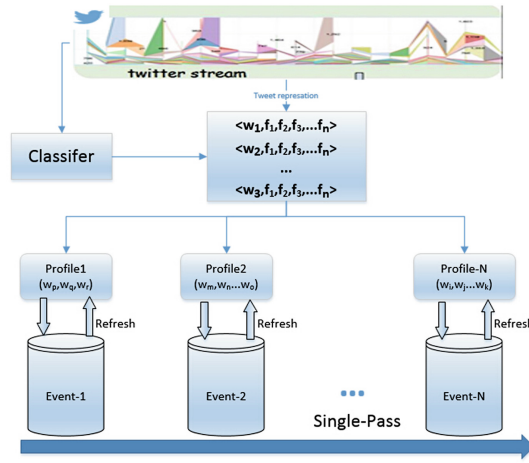 twitter stream
Tweet represation
<w1,f1,f2,f3,...fn>
<w2,f1,f2,f3,...fn>
...
<w3,f1,f2,f3,...fn>
Classifer
Profile1
(wp,wq,wr)
Profile2
(wm,wn...wo)
Profile-N
(wi,wj...wk)
Refresh
Refresh
Refresh
Event-1
Event-2
Event-N
...
Single-Pass